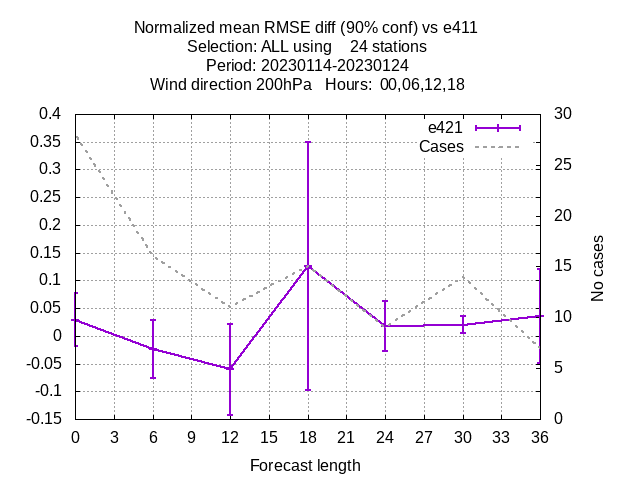 Normalized mean RMSE diff (90% conf) vs e411
Selection: ALL using    24 stations
Period: 20230114-20230124
Wind direction 200hPa   Hours:  00,06,12,18
0.4
0.35
0.3
0.25
0.2
0.15
0.1
0.05
0
-0.05
-0.1
-0.15
e421
Cases
30
25
20
15
10
5
0
No cases
0 3 6 9 12 15 18 21 24 27 30 33 36
Forecast length